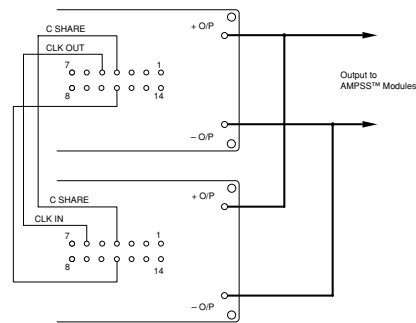 C SHARE
+ O/P
CLK OUT
7 1
8 14
Output to
AMPSS™ Modules
– O/P
C SHARE
+ O/P
CLK IN
7 1
8 14
– O/P